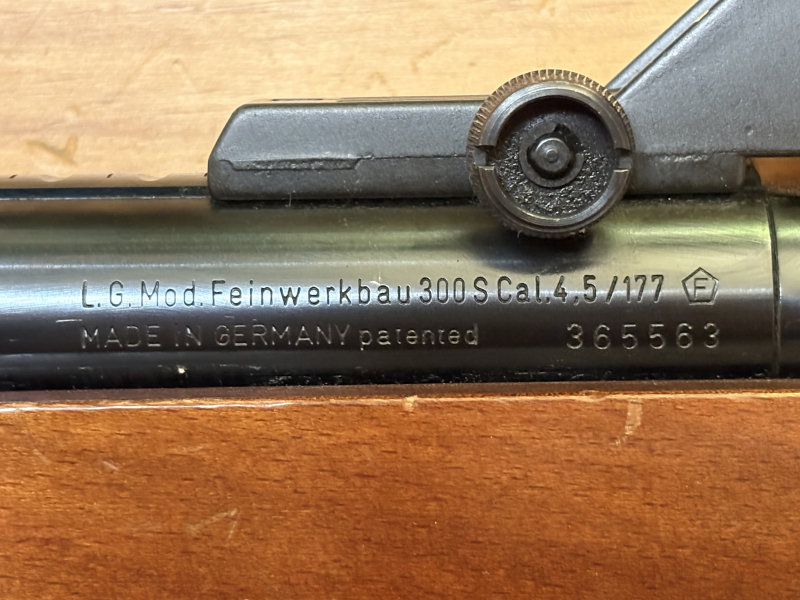 L.G. Mod. Feinwerkbau 300 S Cal. 4,5/177 F
MADE IN GERMANY patented 365563